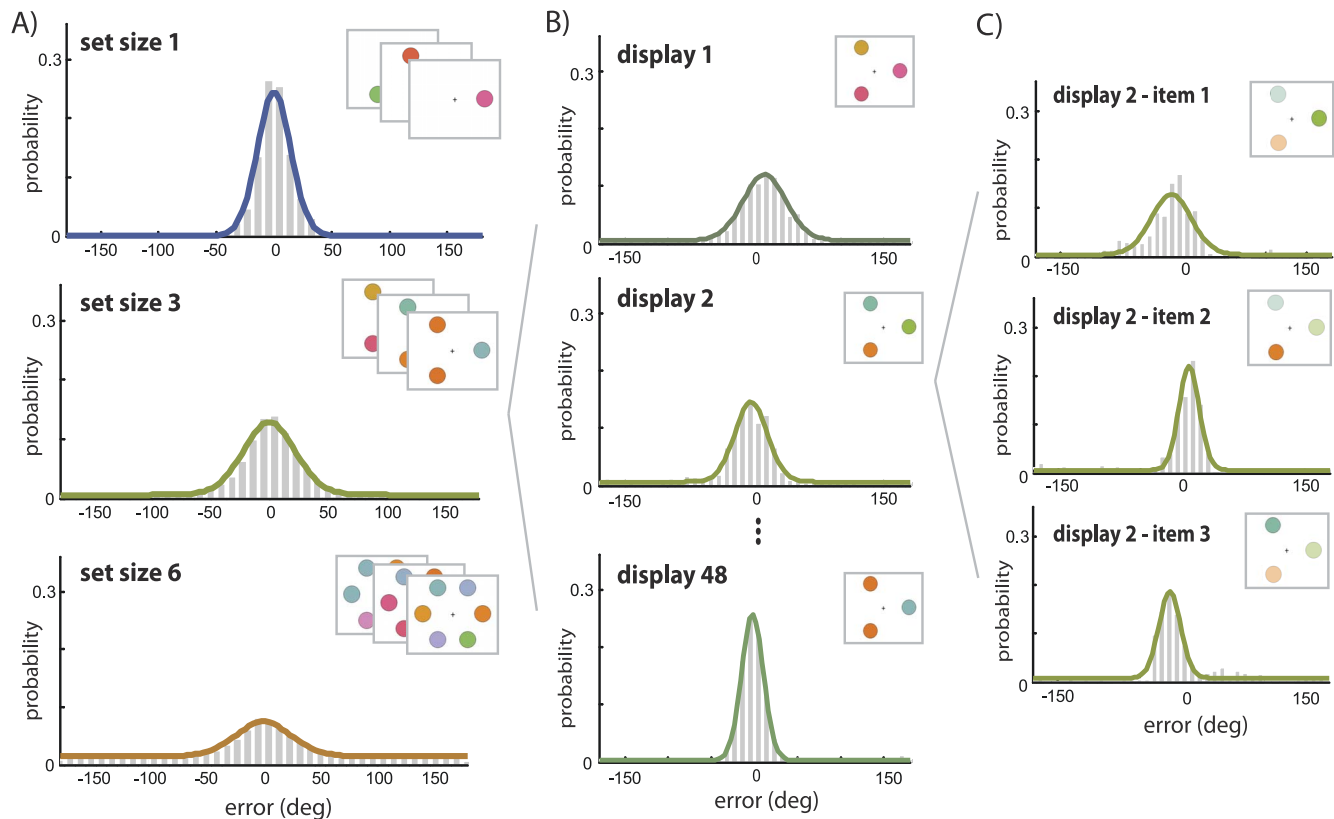 A)
set size 1
0.3
probability
0
-150 -100 -50 0 50 100 150
set size 3
0.3
probability
0
-150 -100 -50 0 50 100 150
set size 6
0.3
probability
0
-150 -100 -50 0 50 100 150
error (deg)
B)
display 1
0.3
probability
0
-150 0 150
display 2
0.3
probability
0
-150 0 150
display 48
0.3
probability
0
-150 0 150
error (deg)
C)
display 2 - item 1
0.3
probability
0
-150 0 150
display 2 - item 2
0.3
probability
0
-150 0 150
display 2 - item 3
0.3
probability
0
-150 0 150
error (deg)